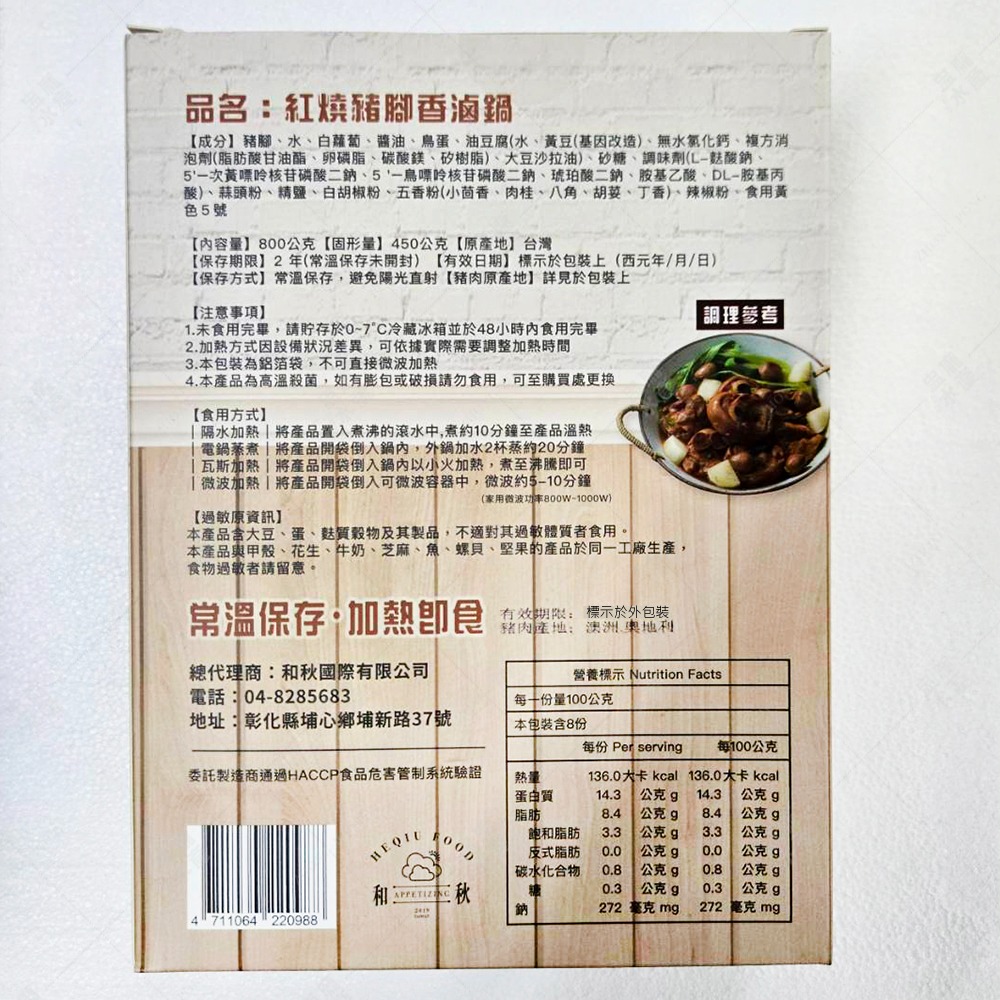 品名：紅燒豬腳香滷鍋
【成分】豬腳、水、白蘿蔔、醬油、鳥蛋、油豆腐(水、黃豆(基因改造)、無水氯化鈣、複方消
泡劑(脂肪酸甘油酯、卵磷脂、碳酸鎂、矽樹脂)、大豆沙拉油)、砂糖、調味劑(L-麩酸鈉、
5'一次黃嘌呤核苷磷酸二鈉、5'一鳥嘌呤核苷磷酸二鈉、琥珀酸二鈉、胺基乙酸、DL-胺基丙
酸)、蒜頭粉、精鹽、白胡椒粉、五香粉(小茴香、肉桂、八角、胡荽、丁香)、辣椒粉、食用黃
色5號
【內容量】800公克【固形量】450公克【原產地】台灣
【保存期限】2 年(常溫保存未開封) 【有效日期】標示於包裝上（西元年/月/日）
【保存方式】常溫保存，避免陽光直射【豬肉原產地】詳見於包裝上
【注意事項】
1.未食用完畢，請貯存於0~7°C冷藏冰箱並於48小時內食用完畢
2.加熱方式因設備狀況差異，可依據實際需要調整加熱時間
3.本包裝為鋁箔袋，不可直接微波加熱
4.本產品為高溫殺菌，如有膨包或破損請勿食用，可至購買處更換
調理參考
【食用方式】
｜隔水加熱｜將產品置入煮沸的滾水中,煮約10分鐘至產品溫熱
｜電鍋蒸煮｜將產品開袋倒入鍋內，外鍋加水2杯蒸約20分鐘
｜瓦斯加熱｜將產品開袋倒入鍋內以小火加熱，煮至沸騰即可
｜微波加熱｜將產品開袋倒入可微波容器中，微波約5-10分鐘
(家用微波功率800W~1000W)
【過敏原資訊】
本產品含大豆、蛋、麩質穀物及其製品，不適對其過敏體質者食用。
本產品與甲殼、花生、牛奶、芝麻、魚、螺貝、堅果的產品於同一工廠生產，
食物過敏者請留意。
常溫保存·加熱即食
有效期限： 標示於外包裝
豬肉產地： 澳洲.奧地利
總代理商：和秋國際有限公司
電話：04-8285683
地址：彰化縣埔心鄉埔新路37號
委託製造商通過HACCP食品危害管制系統驗證
4 711064 220988
HEQIU FOOD
和 APPETIZING 秋
2019
TAIWAN
營養標示 Nutrition Facts
每一份量100公克
本包裝含8份
每份 Per serving 每100公克
熱量 136.0大卡 kcal 136.0大卡 kcal
蛋白質 14.3 公克 g 14.3 公克 g
脂肪 8.4 公克 g 8.4 公克 g
飽和脂肪 3.3 公克 g 3.3 公克 g
反式脂肪 0.0 公克 g 0.0 公克 g
碳水化合物 0.8 公克 g 0.8 公克 g
糖 0.3 公克 g 0.3 公克 g
鈉 272 毫克 mg 272 毫克 mg